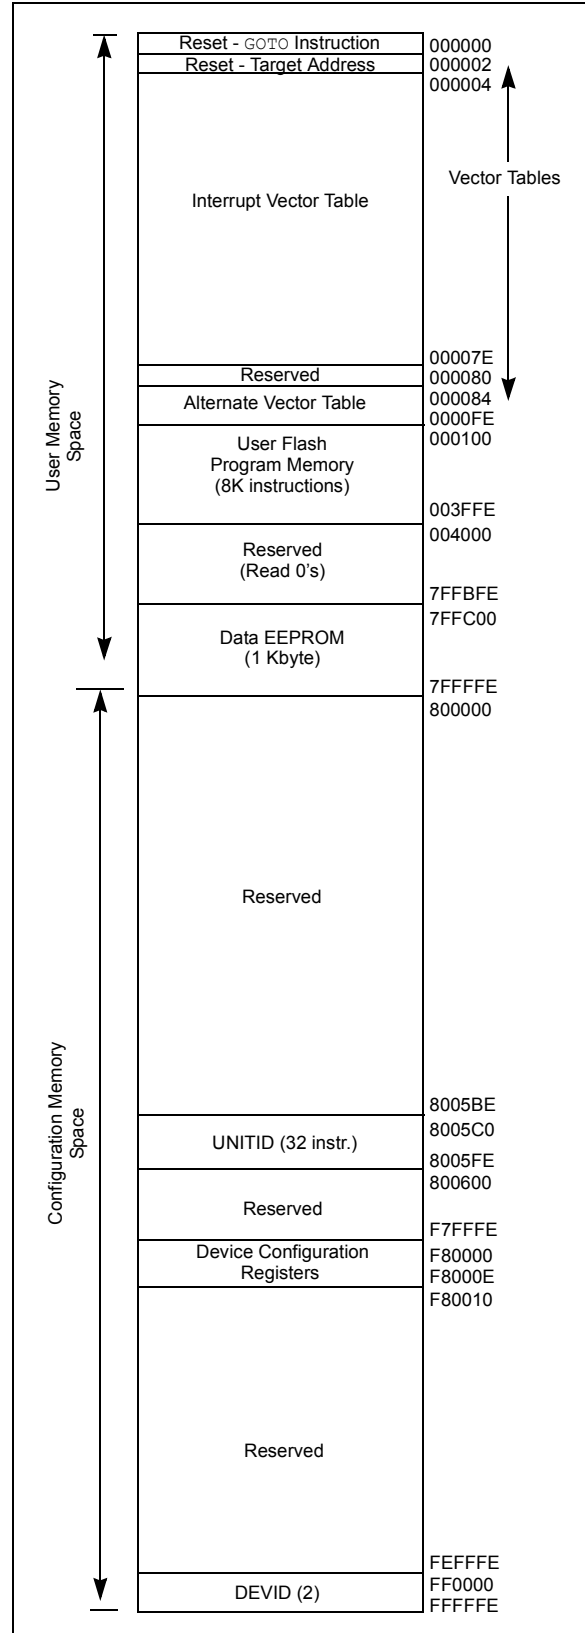 Reset - GOTO Instruction
000000
Reset - Target Address
000002
000004
Vector Tables
Interrupt Vector Table
00007E
Reserved
000080
Alternate Vector Table
000084
0000FE
User Memory
Space
User Flash
Program Memory
(8K instructions)
000100
003FFE
004000
Reserved
(Read 0's)
7FFBFE
7FFC00
Data EEPROM
(1 Kbyte)
7FFFFE
800000
Reserved
Configuration Memory
Space
8005BE
8005C0
UNITID (32 instr.)
8005FE
800600
Reserved
F7FFFE
Device Configuration
Registers
F80000
F8000E
F80010
Reserved
FEFFFE
DEVID (2)
FF0000
FFFFFE